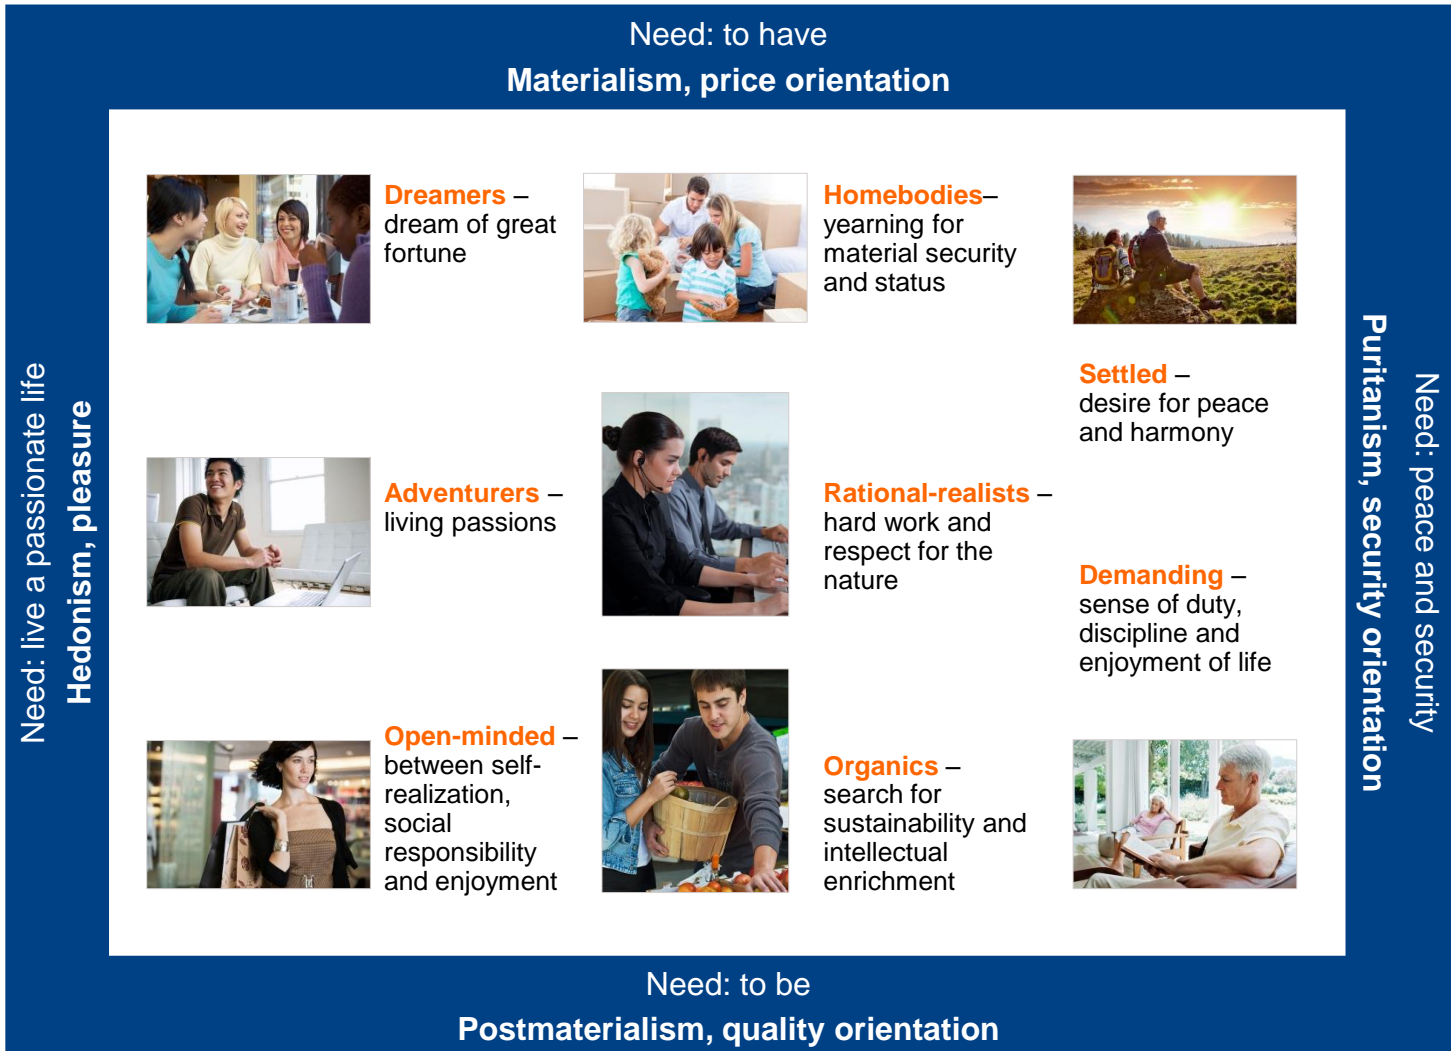 Need: to have
Materialism, price orientation
Need: live a passionate life
Hedonism, pleasure
Dreamers –
dream of great
fortune
Homebodies–
yearning for
material security
and status
Settled –
desire for peace
and harmony
Adventurers –
living passions
Rational-realists –
hard work and
respect for the
nature
Demanding –
sense of duty,
discipline and
enjoyment of life
Open-minded –
between self-
realization,
social
responsibility
and enjoyment
Organics –
search for
sustainability and
intellectual
enrichment
Puritanism, security orientation
Need: peace and security
Need: to be
Postmaterialism, quality orientation